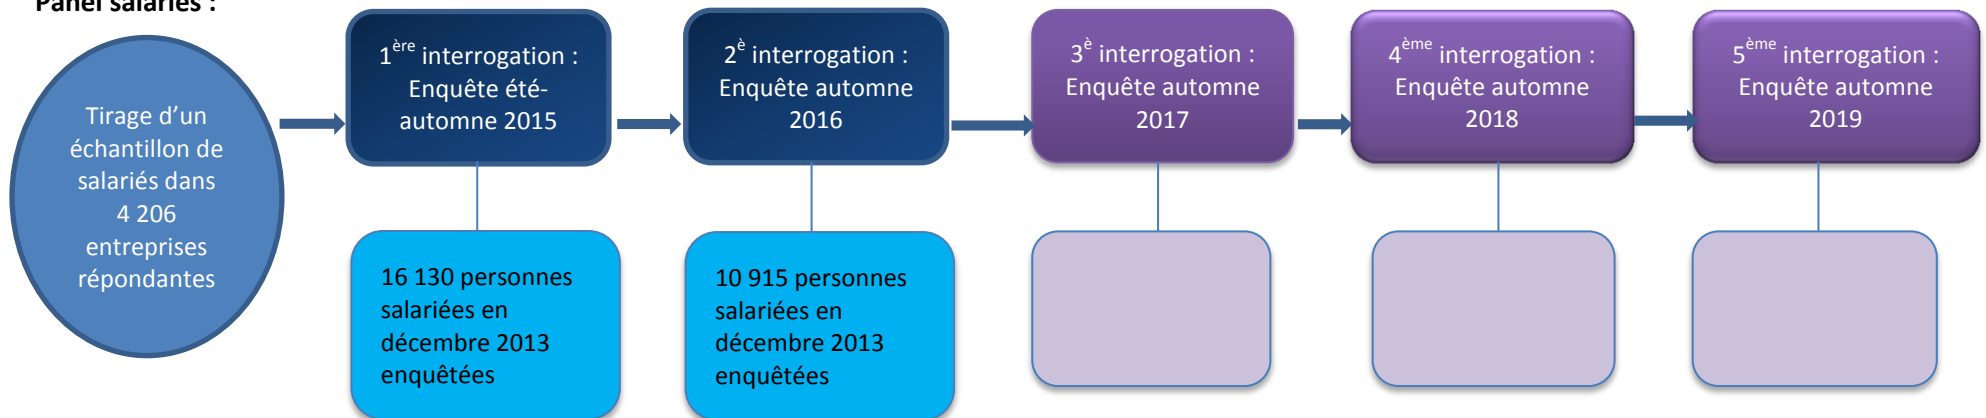 Panel salariés :
Tirage d’un
échantillon de
salariés dans
4 206
entreprises
répondantes
1ère interrogation :
Enquête été-
automne 2015
2è interrogation :
Enquête automne
2016
3è interrogation :
Enquête automne
2017
4ème interrogation :
Enquête automne
2018
5ème interrogation :
Enquête automne
2019
16 130 personnes
salariées en
décembre 2013
enquêtées
10 915 personnes
salariées en
décembre 2013
enquêtées